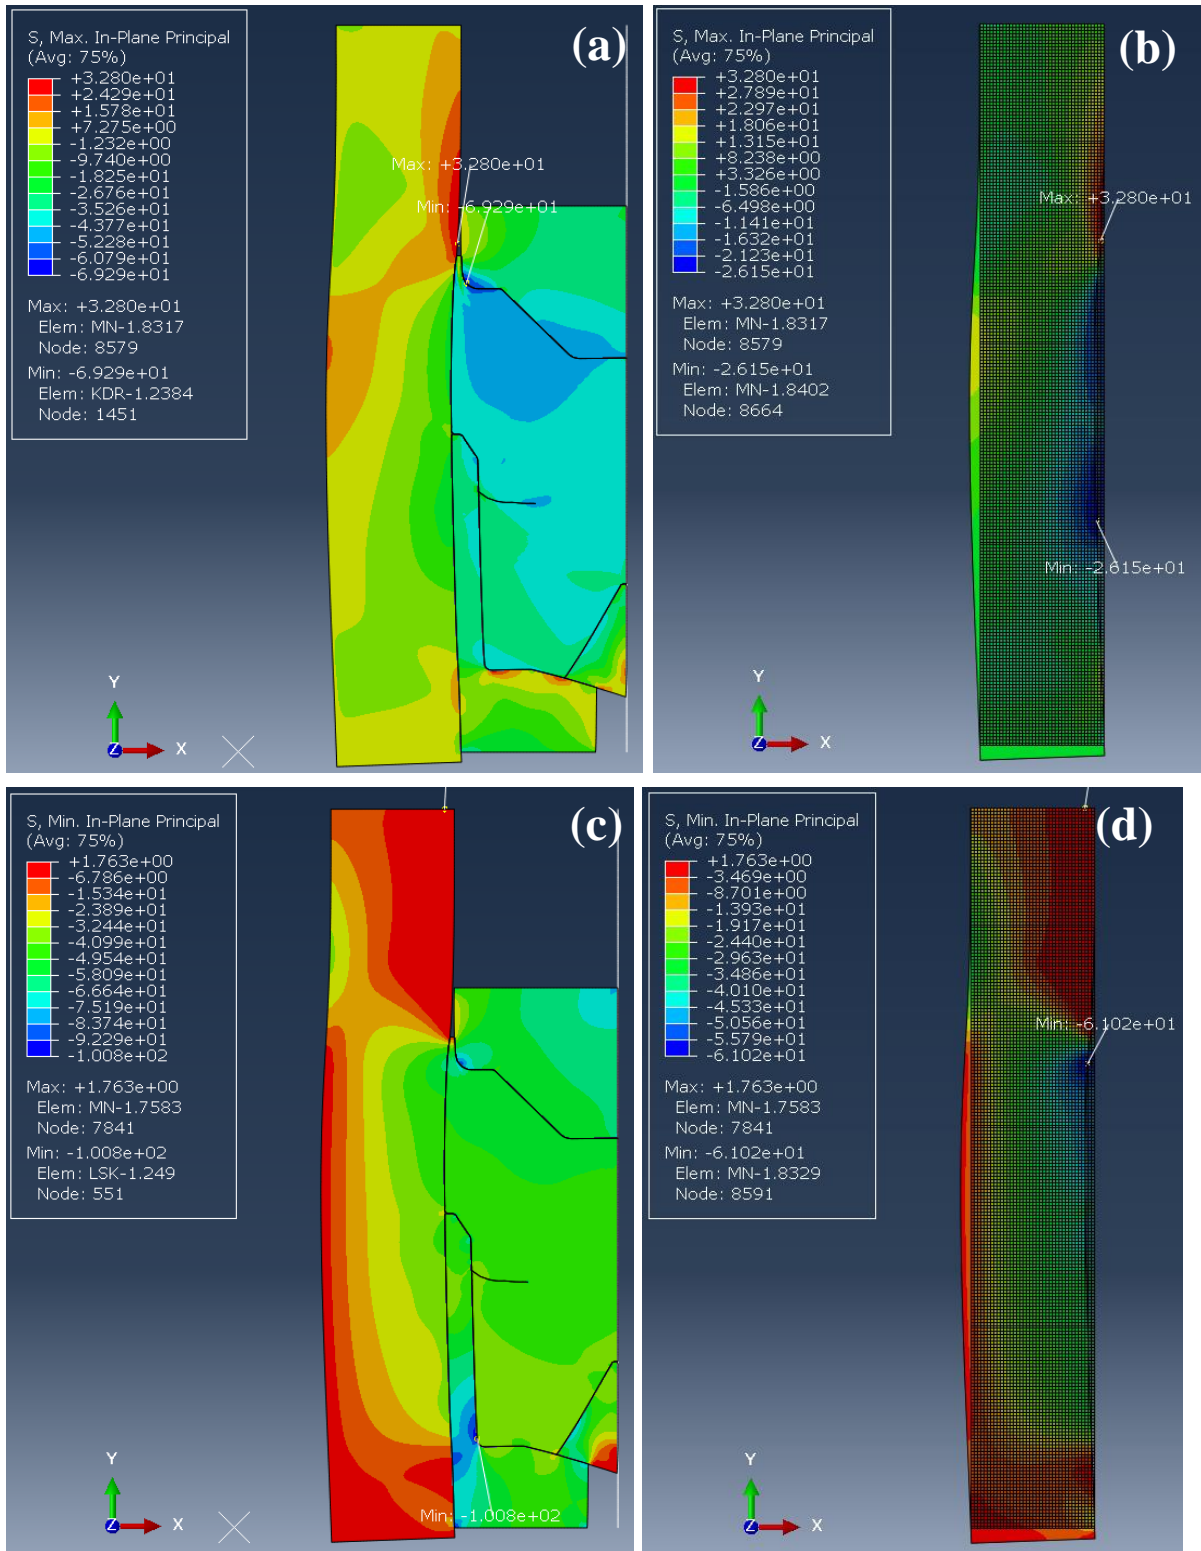 (a)
S, Max. In-Plane Principal
(Avg: 75%)
+3.280e+01
+2.429e+01
+1.578e+01
+7.275e+00
-1.232e+00
-9.740e+00
-1.825e+01
-2.676e+01
-3.526e+01
-4.377e+01
-5.228e+01
-6.079e+01
-6.929e+01
Max: +3.280e+01
Elem: MN-1.8317
Node: 8579
Min: -6.929e+01
Elem: KDR-1.2384
Node: 1451
Max: +3.280e+01
Min: -6.929e+01
Y
Z
X
(b)
S, Max. In-Plane Principal
(Avg: 75%)
+3.280e+01
+2.789e+01
+2.297e+01
+1.806e+01
+1.315e+01
+8.238e+00
+3.326e+00
-1.586e+00
-6.498e+00
-1.141e+01
-1.632e+01
-2.123e+01
-2.615e+01
Max: +3.280e+01
Elem: MN-1.8317
Node: 8579
Min: -2.615e+01
Elem: MN-1.8402
Node: 8664
Max: +3.280e+01
Min: -2.615e+01
Y
Z
X
(c)
S, Min. In-Plane Principal
(Avg: 75%)
+1.763e+00
-6.786e+00
-1.534e+01
-2.389e+01
-3.244e+01
-4.099e+01
-4.954e+01
-5.809e+01
-6.664e+01
-7.519e+01
-8.374e+01
-9.229e+01
-1.008e+02
Max: +1.763e+00
Elem: MN-1.7583
Node: 7841
Min: -1.008e+02
Elem: LSK-1.249
Node: 551
Min: -1.008e+02
Y
Z
X
(d)
S, Min. In-Plane Principal
(Avg: 75%)
+1.763e+00
-3.469e+00
-8.701e+00
-1.393e+01
-1.917e+01
-2.440e+01
-2.963e+01
-3.486e+01
-4.010e+01
-4.533e+01
-5.056e+01
-5.579e+01
-6.102e+01
Max: +1.763e+00
Elem: MN-1.7583
Node: 7841
Min: -6.102e+01
Elem: MN-1.8329
Node: 8591
Min: -6.102e+01
Y
Z
X